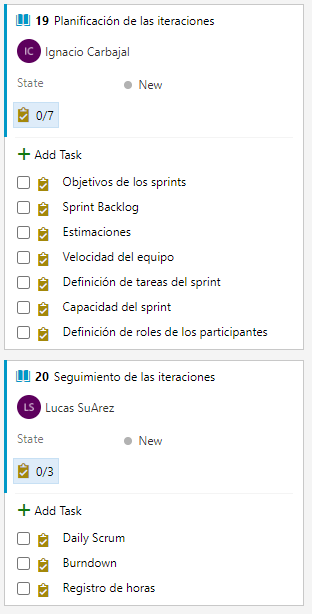 19 Planificación de las iteraciones
IC Ignacio Carbajal
State New
0/7
+ Add Task
Objetivos de los sprints
Sprint Backlog
Estimaciones
Velocidad del equipo
Definición de tareas del sprint
Capacidad del sprint
Definición de roles de los participantes
20 Seguimiento de las iteraciones
LS Lucas SuArez
State New
0/3
+ Add Task
Daily Scrum
Burndown
Registro de horas